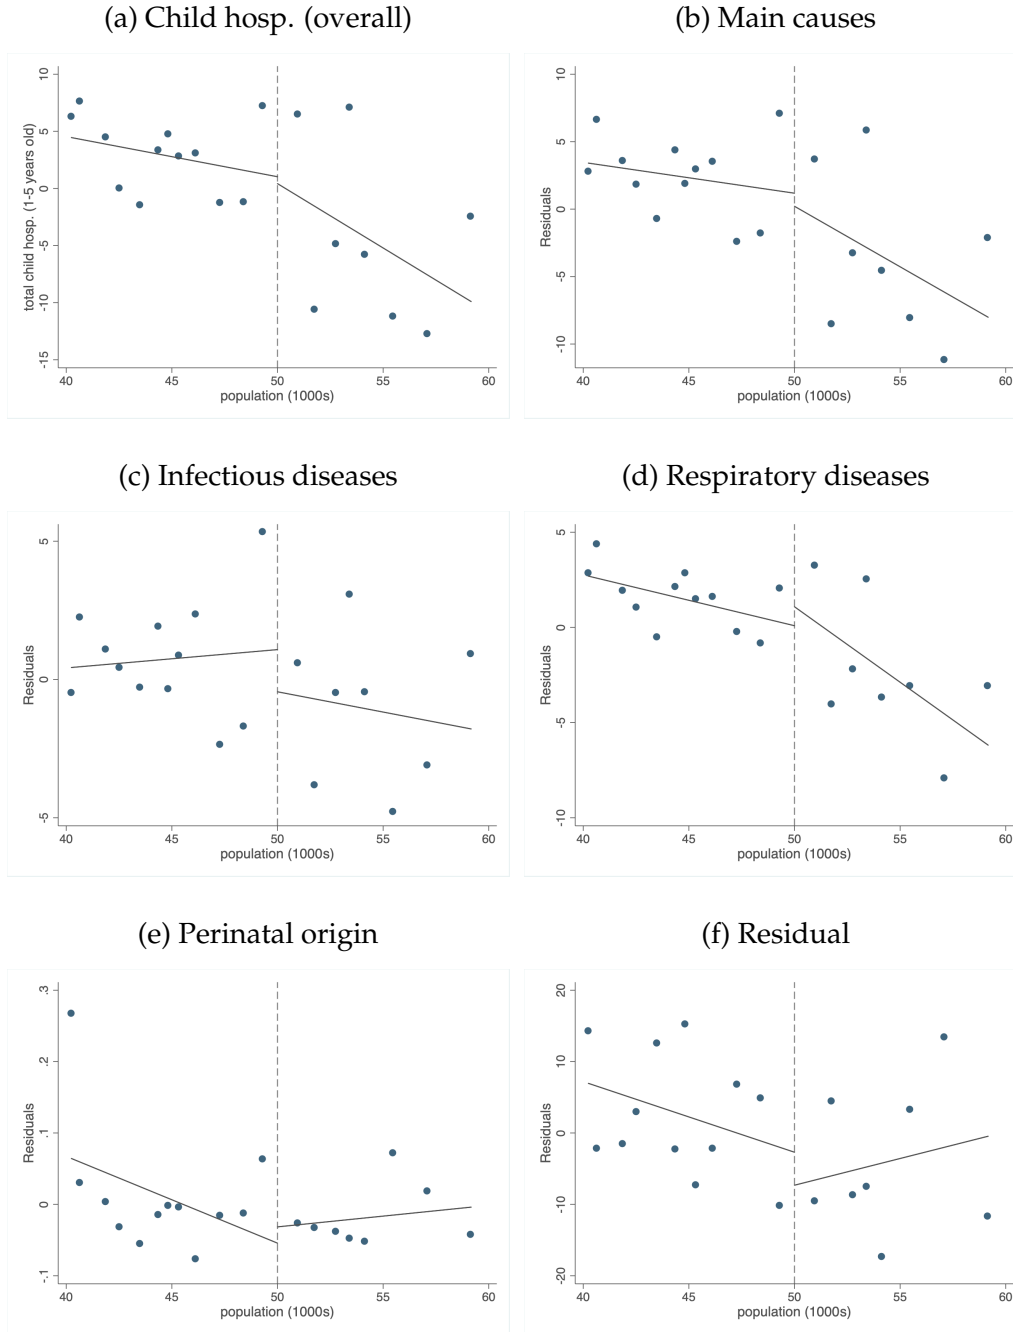 (a) Child hosp. (overall)
total child hosp. (1-5 years old)
10
5
0
-5
-10
-15
40 45 50 55 60
population (1000s)
(b) Main causes
Residuals
10
5
0
-5
-10
40 45 50 55 60
population (1000s)
(c) Infectious diseases
Residuals
5
0
-5
40 45 50 55 60
population (1000s)
(d) Respiratory diseases
Residuals
5
0
-5
-10
40 45 50 55 60
population (1000s)
(e) Perinatal origin
Residuals
.3
.2
.1
0
-.1
40 45 50 55 60
population (1000s)
(f) Residual
Residuals
20
10
0
-10
-20
40 45 50 55 60
population (1000s)